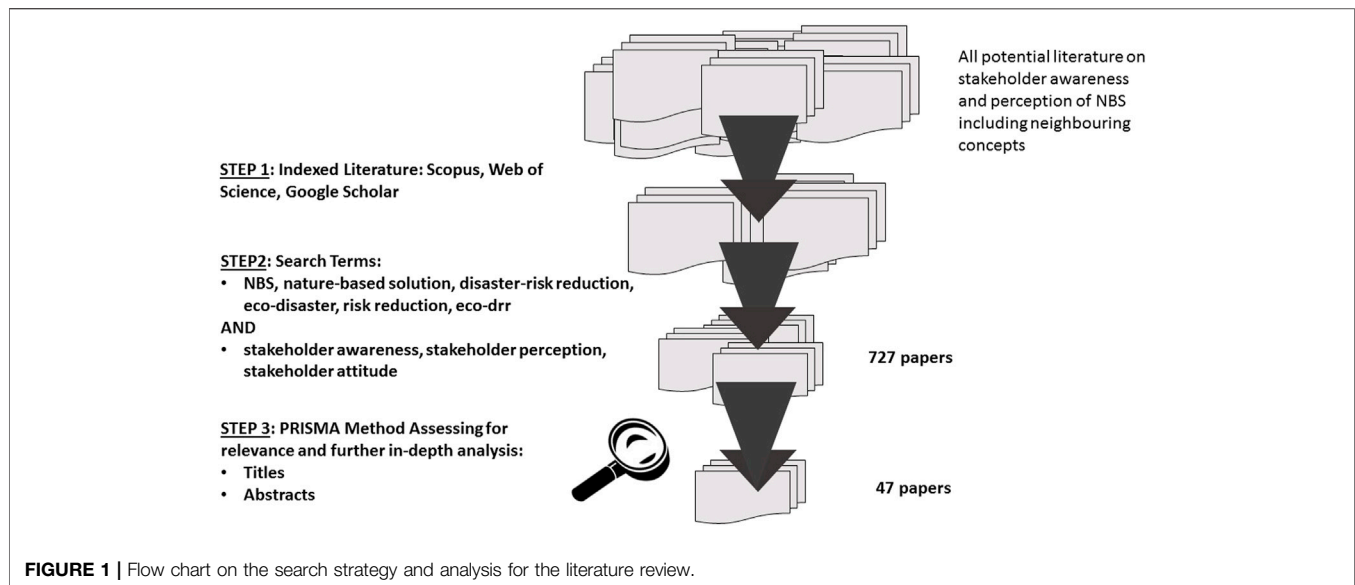 All potential literature on
stakeholder awareness
and perception of NBS
including neighbouring
concepts
STEP 1: Indexed Literature: Scopus, Web of
Science, Google Scholar
STEP2: Search Terms:
• NBS, nature-based solution, disaster-risk reduction,
eco-disaster, risk reduction, eco-drr
AND
• stakeholder awareness, stakeholder perception,
stakeholder attitude
727 papers
STEP 3: PRISMA Method Assessing for
relevance and further in-depth analysis:
• Titles
• Abstracts
47 papers
FIGURE 1 | Flow chart on the search strategy and analysis for the literature review.